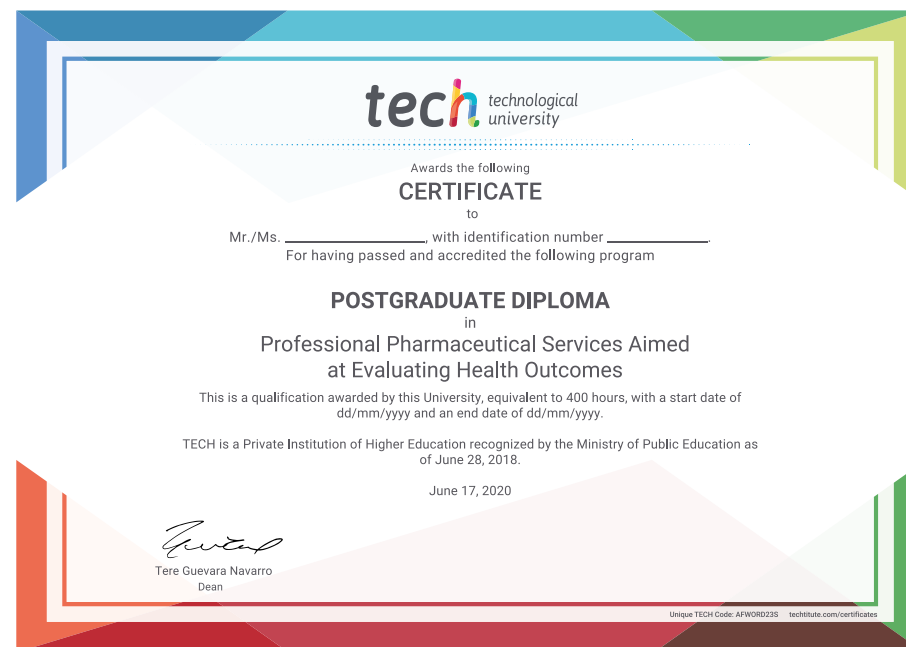 tech technological
university
Awards the following
CERTIFICATE
to
Mr./Ms. ____________________, with identification number ______________.
For having passed and accredited the following program
POSTGRADUATE DIPLOMA
in
Professional Pharmaceutical Services Aimed
at Evaluating Health Outcomes
This is a qualification awarded by this University, equivalent to 400 hours, with a start date of
dd/mm/yyyy and an end date of dd/mm/yyyy.
TECH is a Private Institution of Higher Education recognized by the Ministry of Public Education as
of June 28, 2018.
June 17, 2020
Tere Guevara Navarro
Dean
Unique TECH Code: AFWORD23S techtitute.com/certificates